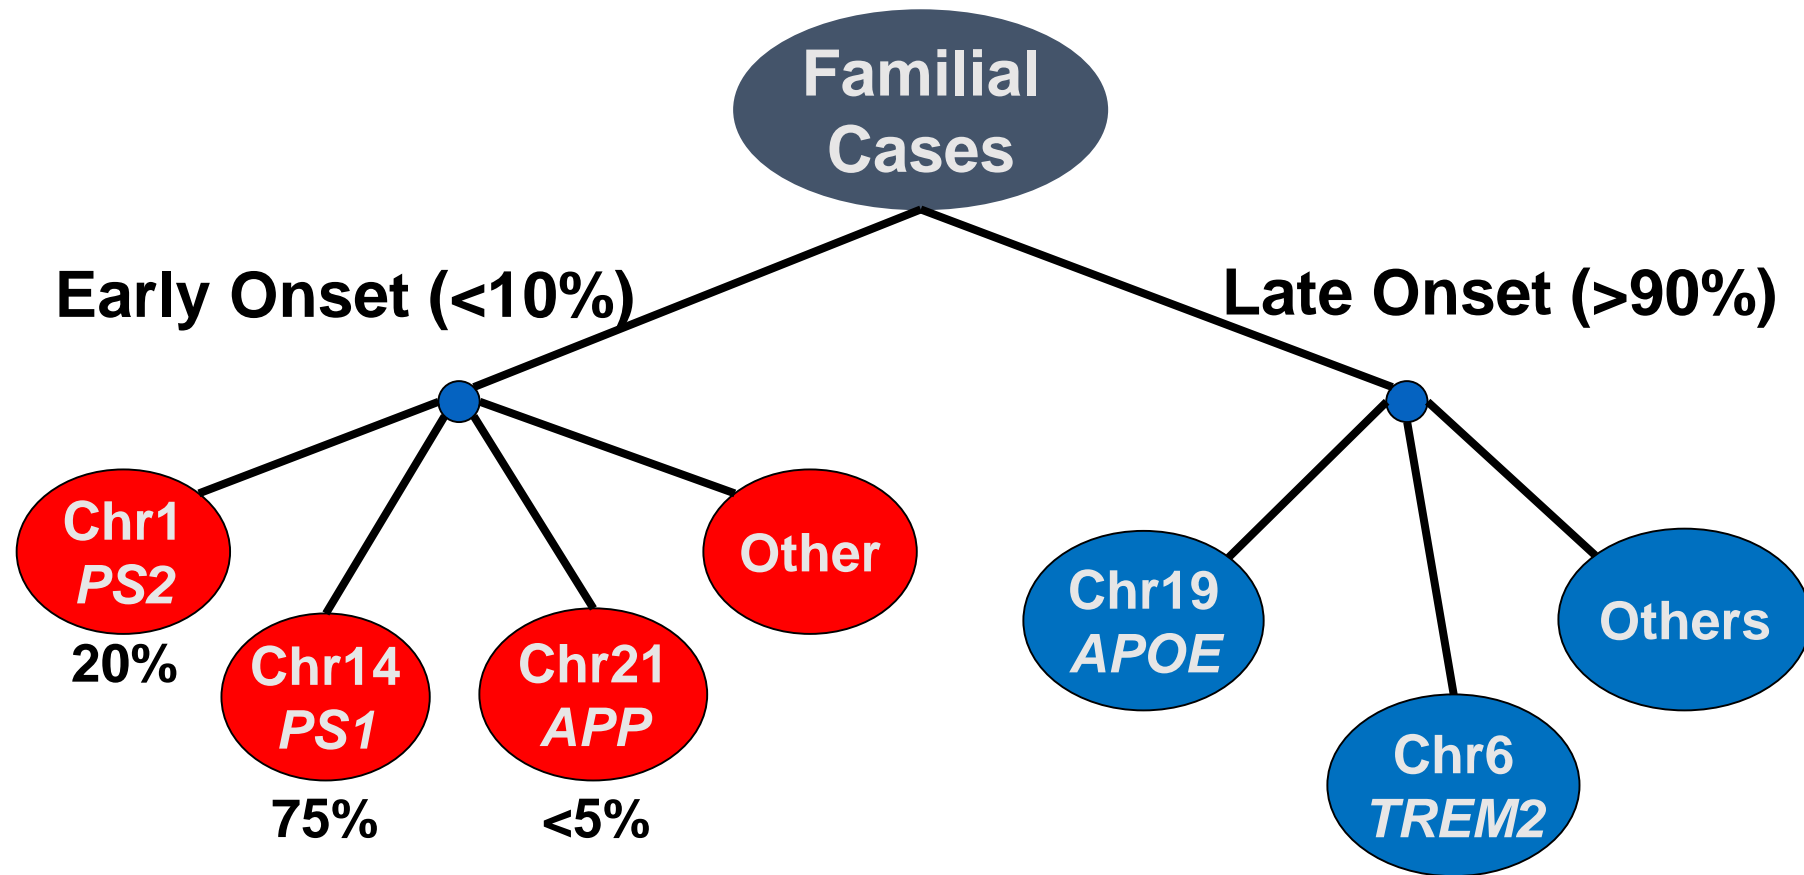 Familial
Cases
Early Onset (<10%)
Late Onset (>90%)
Chr1
PS2
20%
Chr14
PS1
75%
Chr21
APP
<5%
Other
Chr19
APOE
Chr6
TREM2
Others